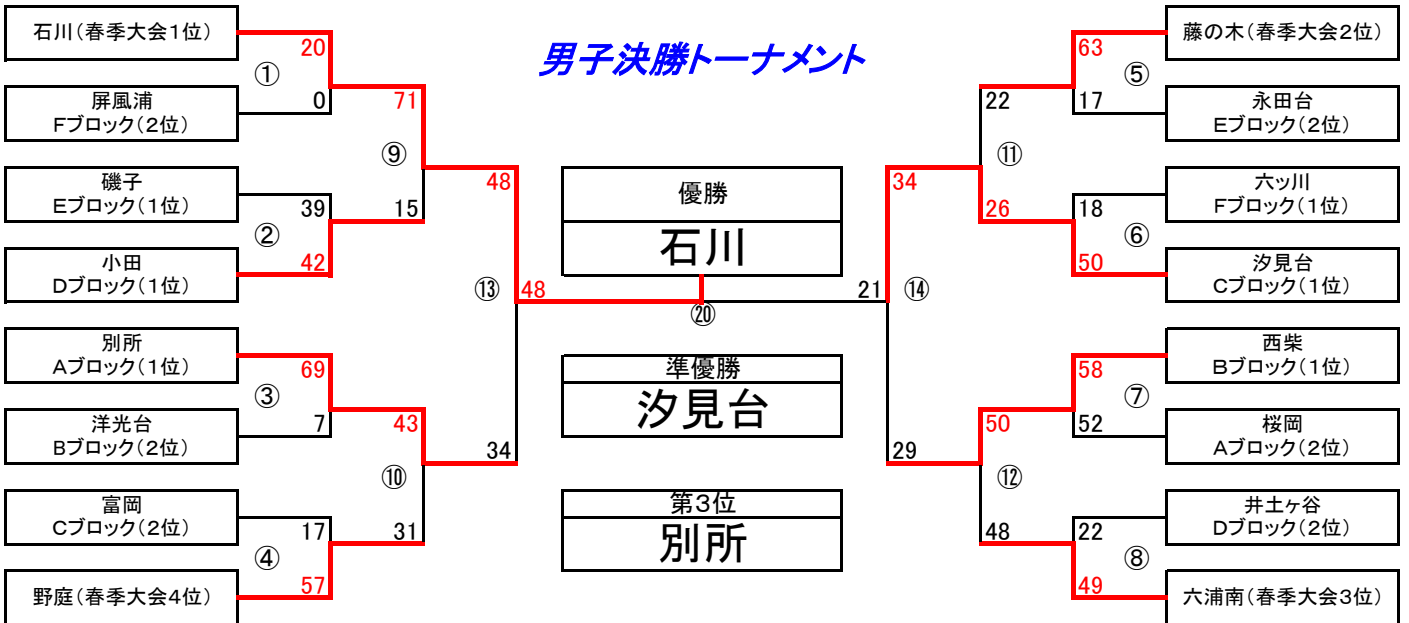 男子決勝トーナメント
石川(春季大会1位)
20
①
0
屏風浦
Fブロック(2位)
71
⑨
15
磯子
Eブロック(1位)
39
②
42
小田
Dブロック(1位)
48
⑬
48
34
別所
Aブロック(1位)
69
③
7
洋光台
Bブロック(2位)
43
⑩
31
富岡
Cブロック(2位)
17
④
57
野庭(春季大会4位)
優勝
石川
⑳
準優勝
汐見台
第3位
別所
藤の木(春季大会2位)
63
⑤
17
永田台
Eブロック(2位)
22
⑪
26
六ッ川
Fブロック(1位)
18
⑥
50
汐見台
Cブロック(1位)
34
21
⑭
29
西柴
Bブロック(1位)
58
⑦
52
桜岡
Aブロック(2位)
50
⑫
48
井土ヶ谷
Dブロック(2位)
22
⑧
49
六浦南(春季大会3位)